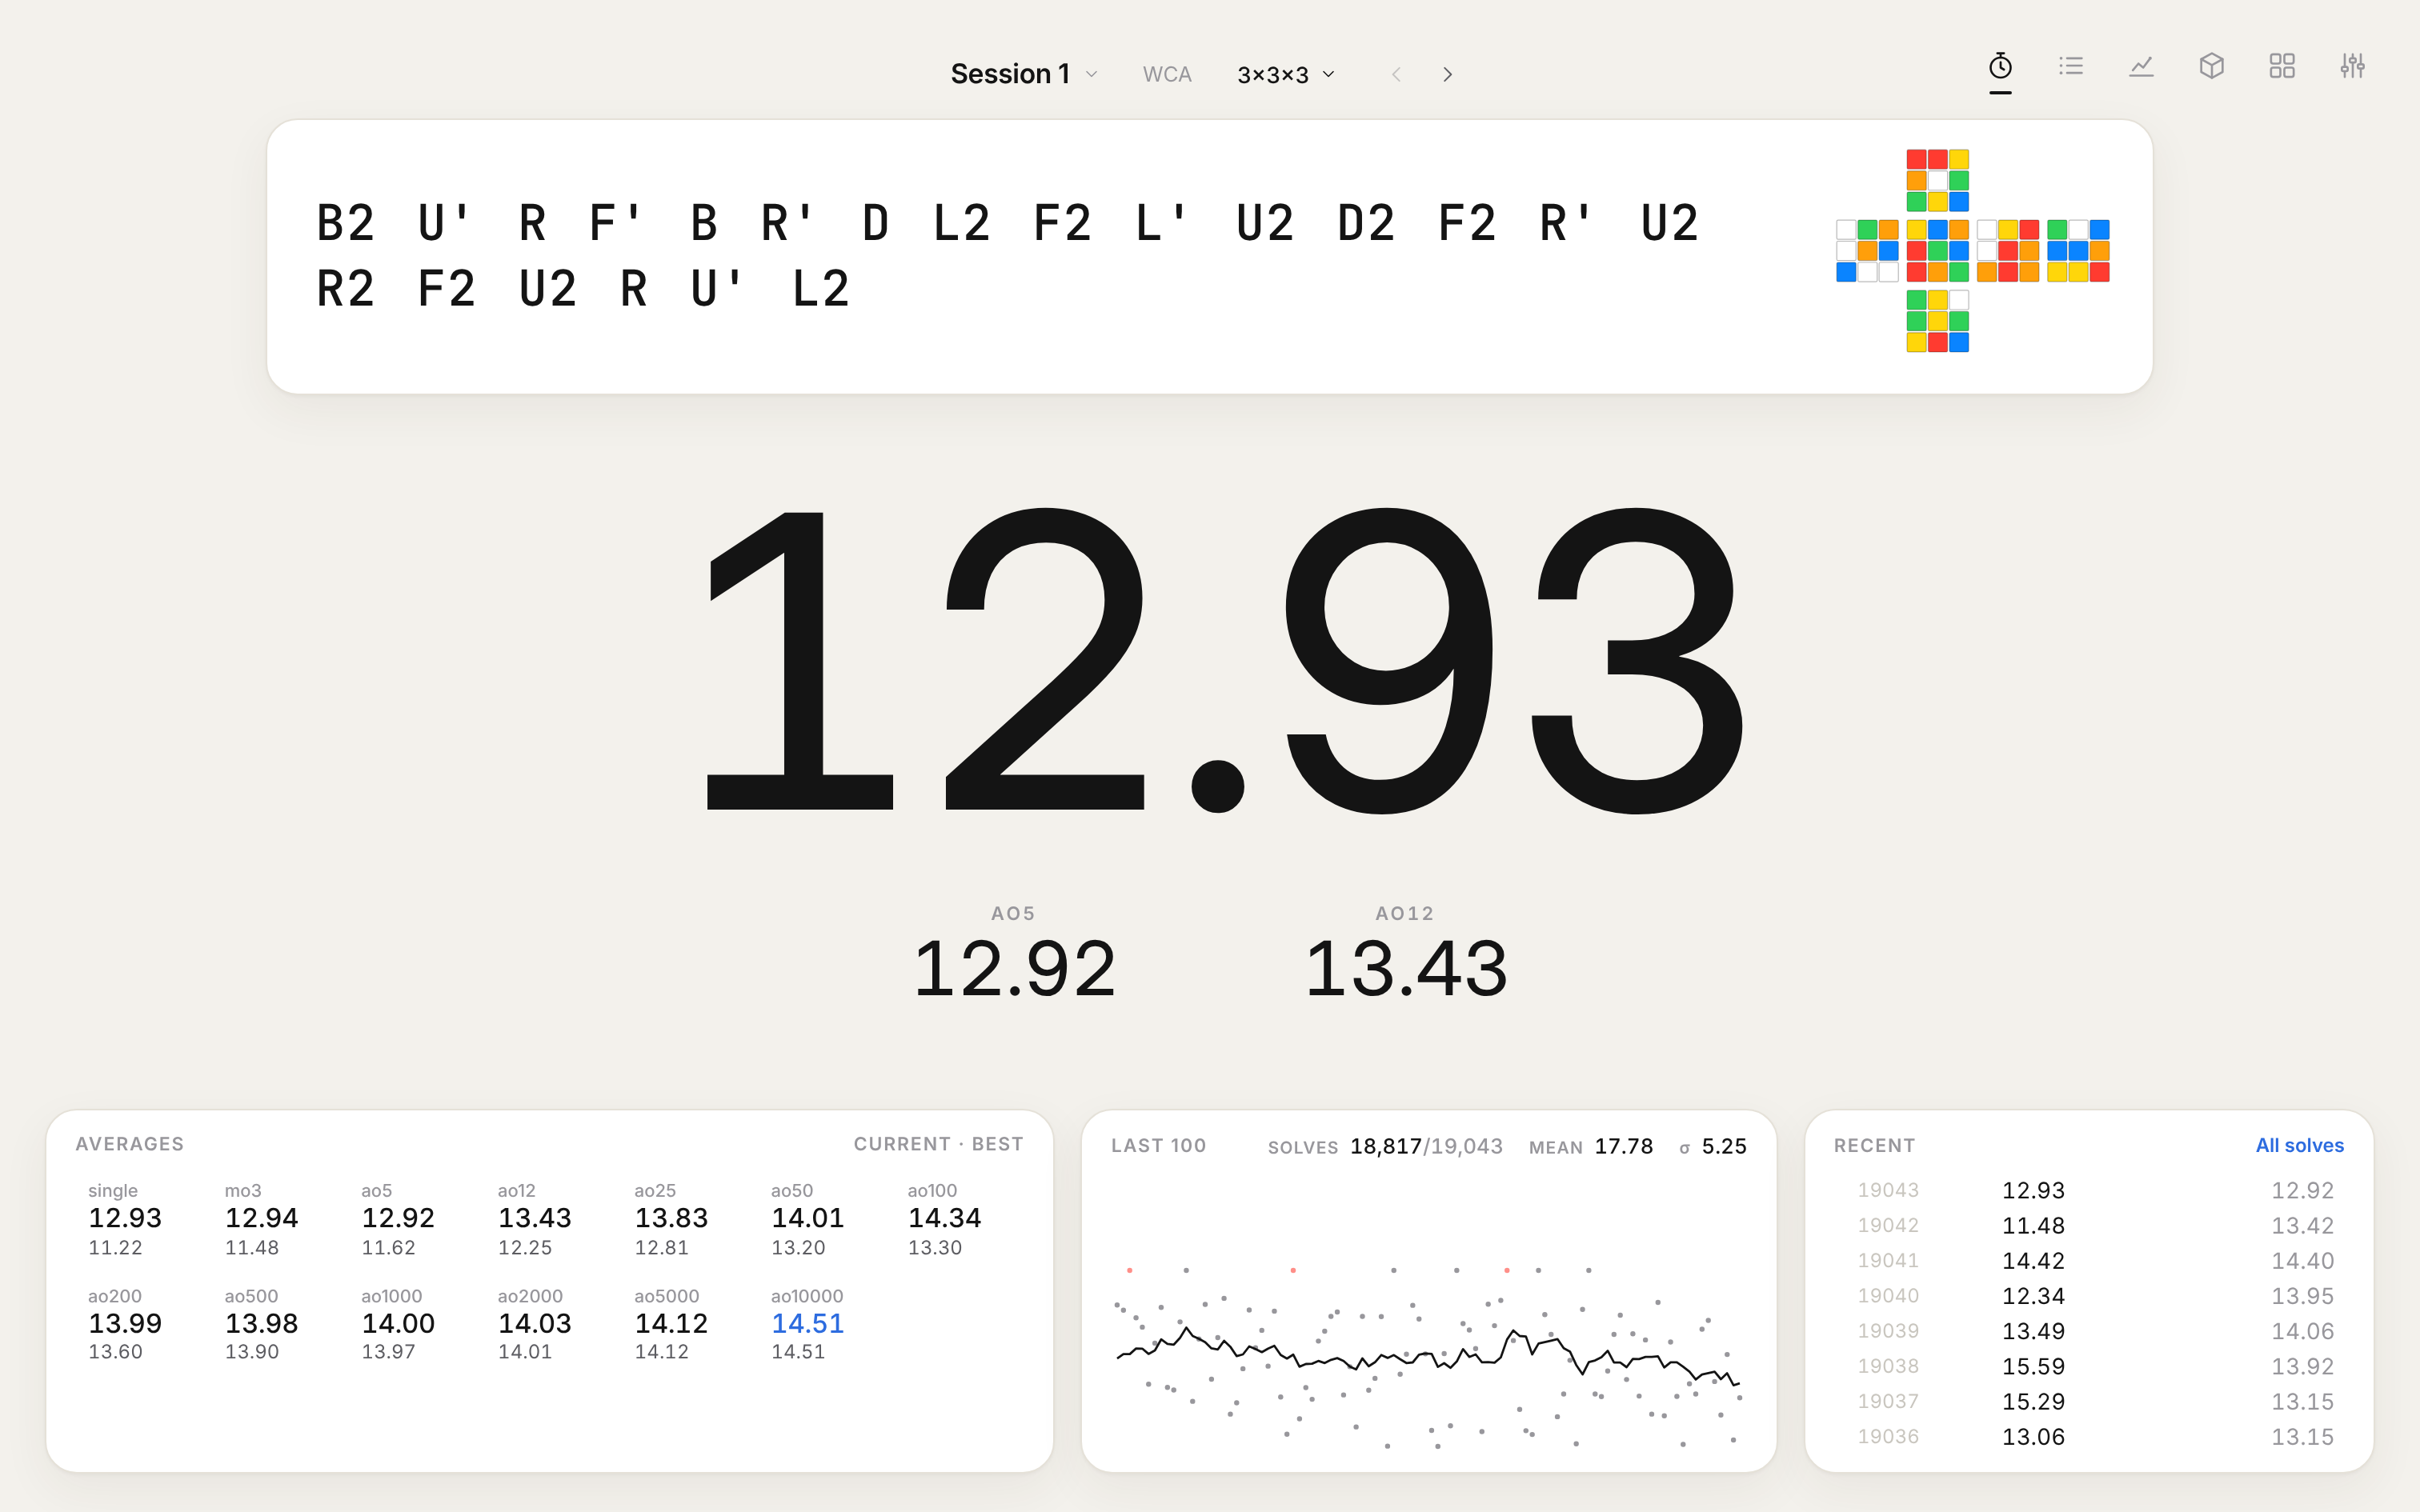 Session 1 WCA 3×3×3
B2 U' R F' B R' D L2 F2 L' U2 D2 F2 R' U2
R2 F2 U2 R U' L2
12.93
AO5 AO12
12.92 13.43
AVERAGES CURRENT · BEST
single mo3 ao5 ao12 ao25 ao50 ao100
12.93 12.94 12.92 13.43 13.83 14.01 14.34
11.22 11.48 11.62 12.25 12.81 13.20 13.30
ao200 ao500 ao1000 ao2000 ao5000 ao10000
13.99 13.98 14.00 14.03 14.12 14.51
13.60 13.90 13.97 14.01 14.12 14.51
LAST 100 SOLVES 18,817/19,043 MEAN 17.78 σ 5.25
RECENT All solves
19043 12.93 12.92
19042 11.48 13.42
19041 14.42 14.40
19040 12.34 13.95
19039 13.49 14.06
19038 15.59 13.92
19037 15.29 13.15
19036 13.06 13.15